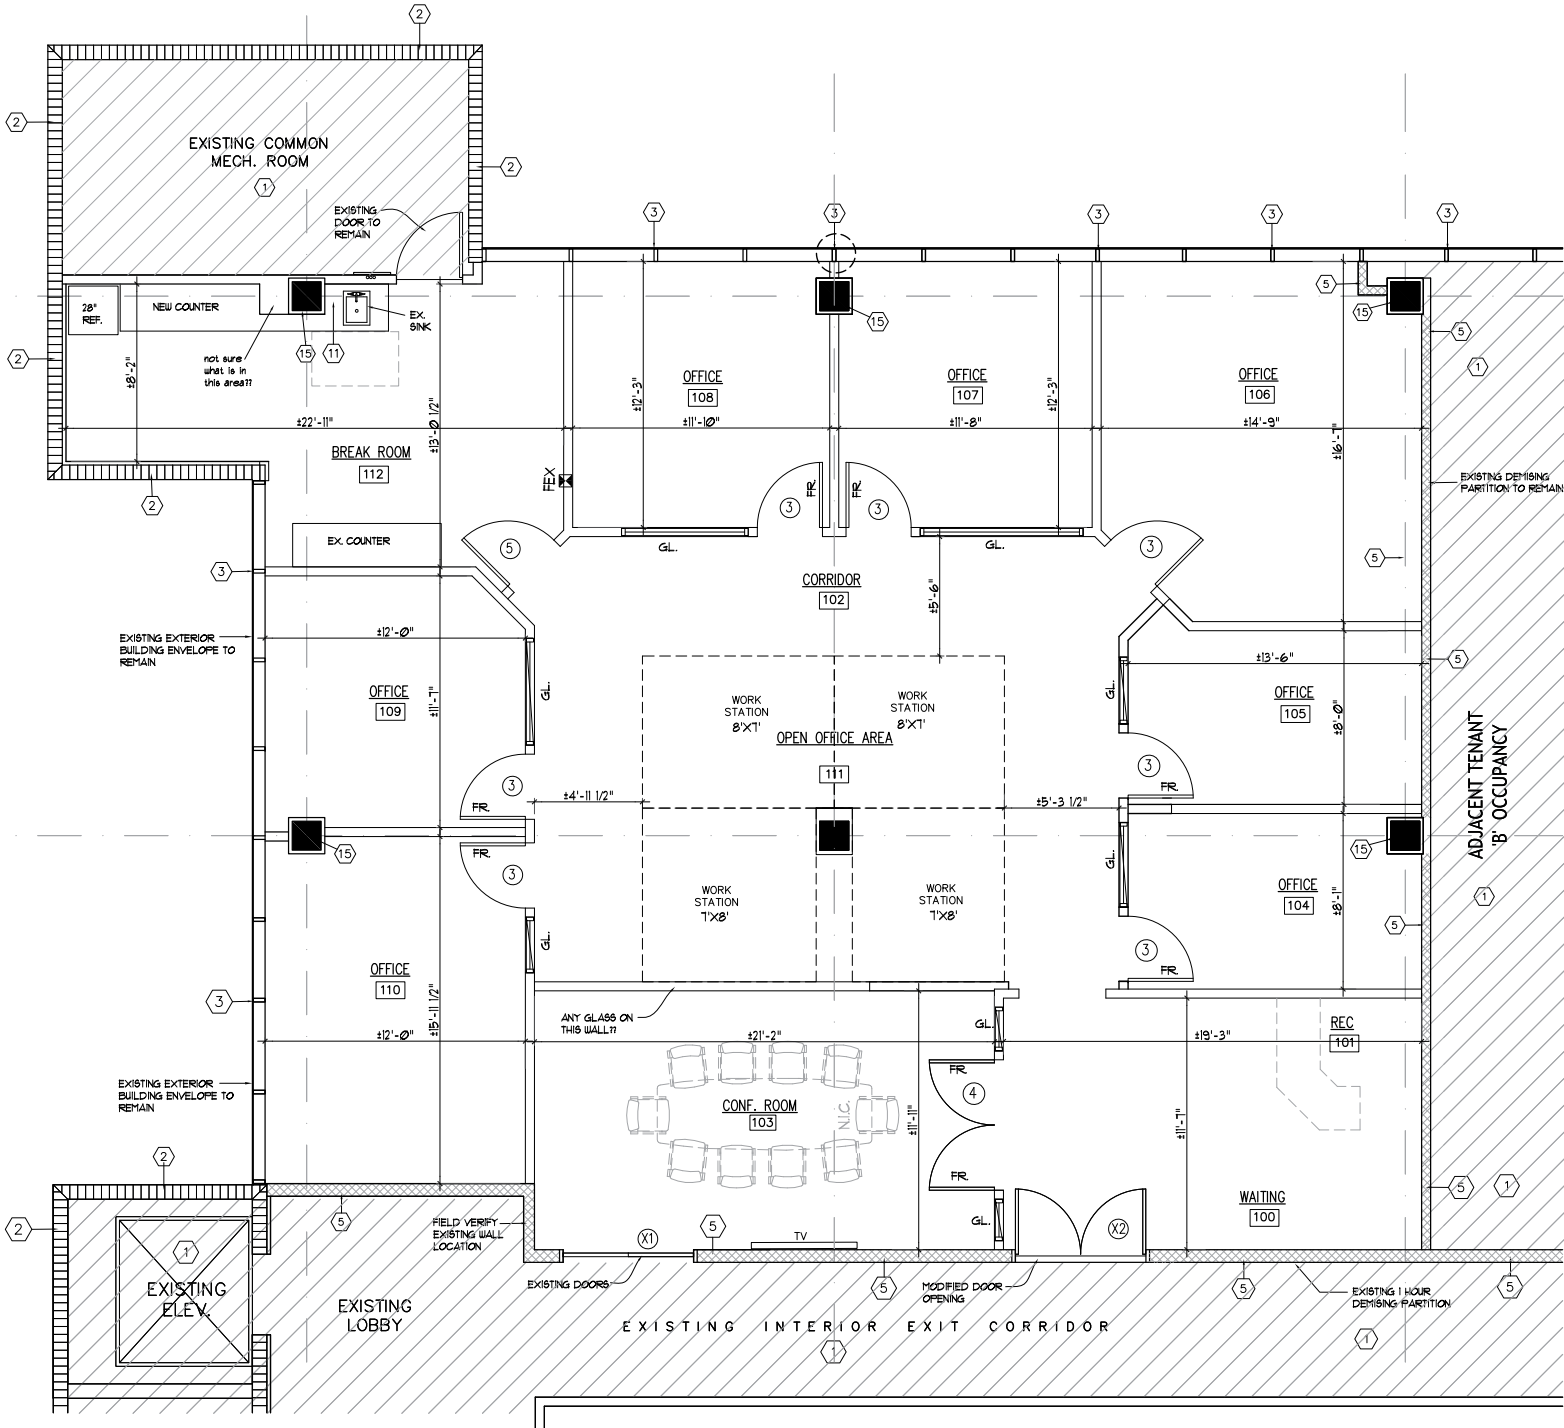 2
2
EXISTING COMMON
MECH. ROOM
1
2
EXISTING
DOOR TO
REMAIN
3
3
3
3
3
28"
REF.
NEW COUNTER
EX.
SINK
not sure
what is in
this area??
15
11
2
±8'-2"
±22'-11"
±13'-0 1/2"
BREAK ROOM
112
2
FEX
EX. COUNTER
5
±12'-3"
OFFICE
108
±11'-10"
FR.
3
GL.
15
OFFICE
107
±11'-8"
±12'-3"
FR.
3
GL.
5
15
5
OFFICE
106
±14'-9"
±16'-7"
1
EXISTING DEMISING
PARTITION TO REMAIN
3
5
CORRIDOR
102
±5'-6"
3
EXISTING EXTERIOR
BUILDING ENVELOPE TO
REMAIN
±12'-0"
OFFICE
109
±11'-7"
GL.
3
FR.
15
WORK
STATION
8'X7'
WORK
STATION
8'X7'
OPEN OFFICE AREA
111
±4'-11 1/2"
±5'-3 1/2"
±13'-6"
5
GL.
OFFICE
105
±8'-0"
3
FR.
ADJACENT TENANT
'B' OCCUPANCY
15
GL.
OFFICE
104
±8'-1"
1
5
3
FR.
FR.
3
GL.
WORK
STATION
7'X8'
WORK
STATION
7'X8'
OFFICE
110
±15'-11 1/2"
3
±12'-0"
ANY GLASS ON
THIS WALL??
±21'-2"
GL.
±19'-3"
REC
101
FR.
4
FR.
CONF. ROOM
103
N.I.C.
±11'-11"
±11'-7"
EXISTING EXTERIOR
BUILDING ENVELOPE TO
REMAIN
2
2
5
FIELD VERIFY
EXISTING WALL
LOCATION
X1
5
TV
GL.
X2
WAITING
100
5
1
1
EXISTING
ELEV.
EXISTING
LOBBY
EXISTING DOORS
5
MODIFIED DOOR
OPENING
5
EXISTING 1 HOUR
DEMISING PARTITION
5
EXISTING INTERIOR EXIT CORRIDOR
1
1